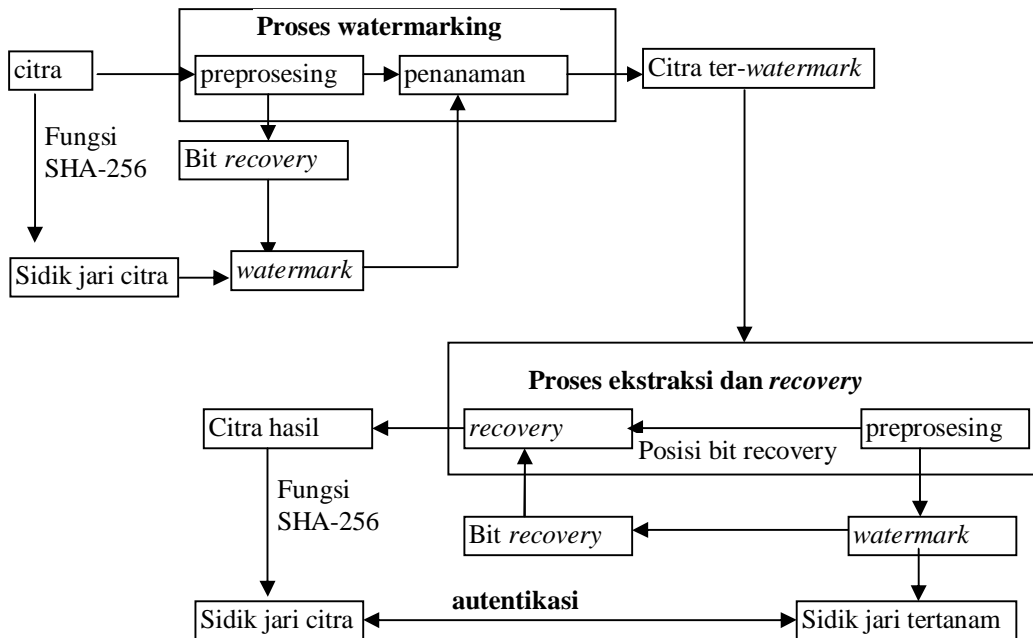 Proses watermarking
citra
preprosesing
penanaman
Citra ter-watermark
Fungsi
SHA-256
Bit recovery
Sidik jari citra
watermark
Proses ekstraksi dan recovery
Citra hasil
recovery
preprosesing
Posisi bit recovery
Fungsi
SHA-256
Bit recovery
watermark
autentikasi
Sidik jari citra
Sidik jari tertanam